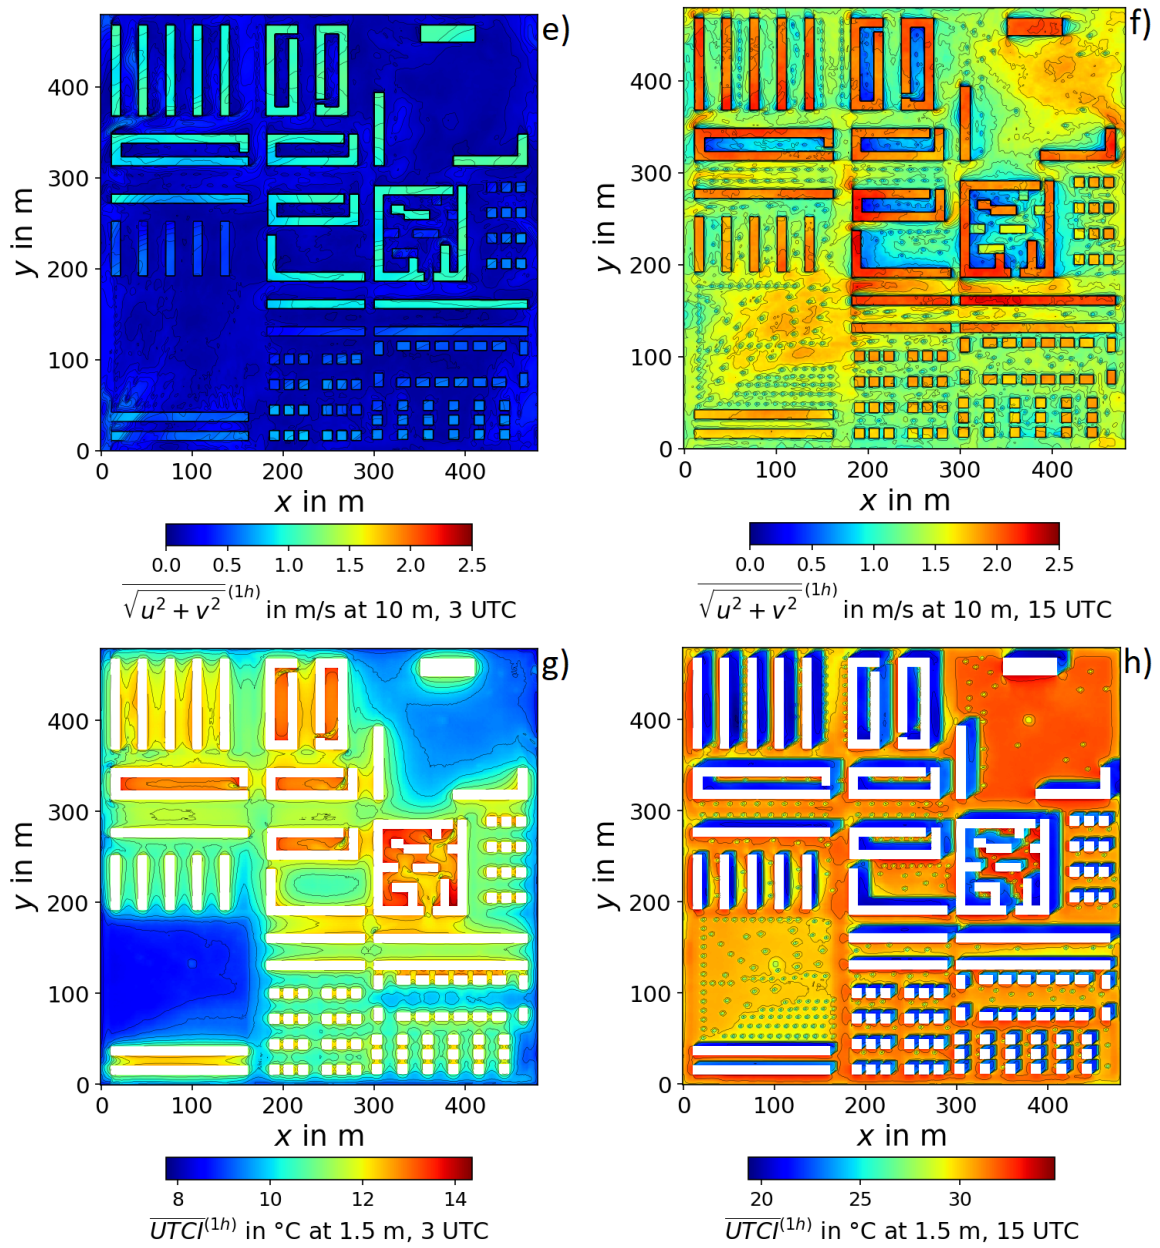 e)
f)
y in m
400
300
200
100
0
0 100 200 300 400
x in m
0.0 0.5 1.0 1.5 2.0 2.5
√u² + v² (1h) in m/s at 10 m, 3 UTC
y in m
400
300
200
100
0
0 100 200 300 400
x in m
0.0 0.5 1.0 1.5 2.0 2.5
√u² + v² (1h) in m/s at 10 m, 15 UTC
g)
h)
y in m
400
300
200
100
0
0 100 200 300 400
x in m
8 10 12 14
UTCI (1h) in °C at 1.5 m, 3 UTC
y in m
400
300
200
100
0
0 100 200 300 400
x in m
20 25 30
UTCI (1h) in °C at 1.5 m, 15 UTC